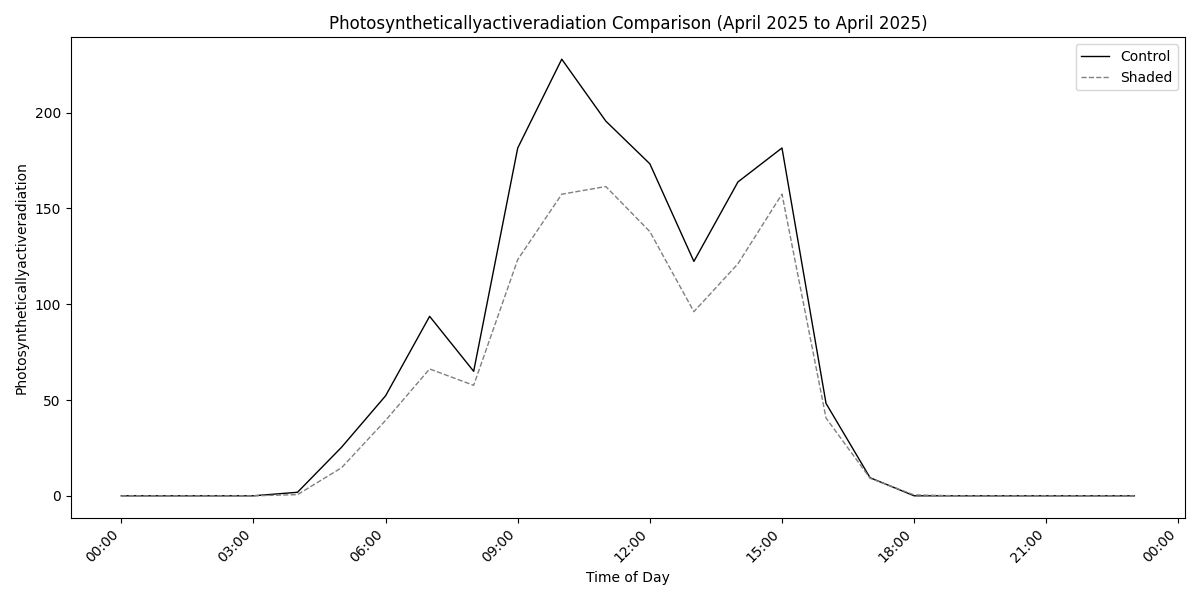 Photosyntheticallyactiveradiation Comparison (April 2025 to April 2025)
Control
Shaded
Photosyntheticallyactiveradiation
200
150
100
50
0
00:00
03:00
06:00
09:00
12:00
15:00
18:00
21:00
00:00
Time of Day